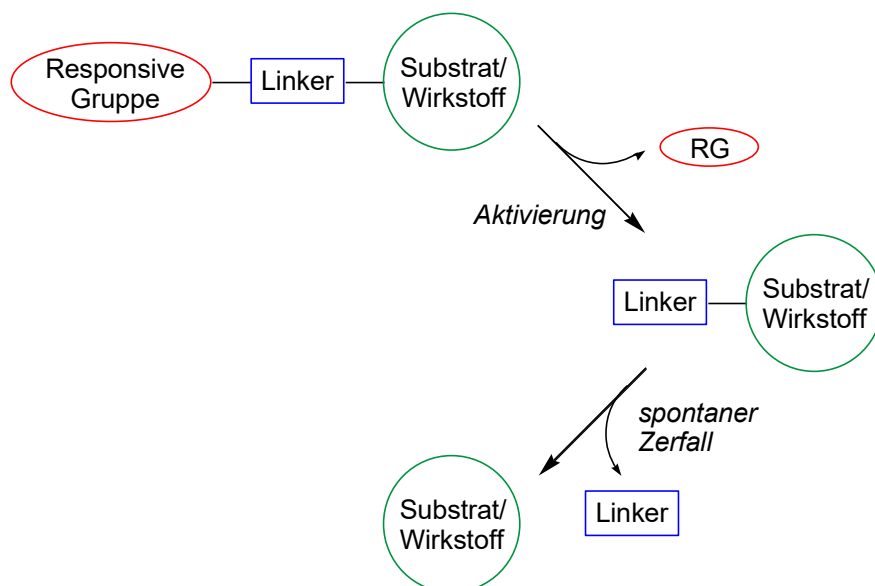 Responsive
Gruppe
Linker
Substrat/
Wirkstoff
RG
Aktivierung
Linker
Substrat/
Wirkstoff
spontaner
Zerfall
Substrat/
Wirkstoff
Linker